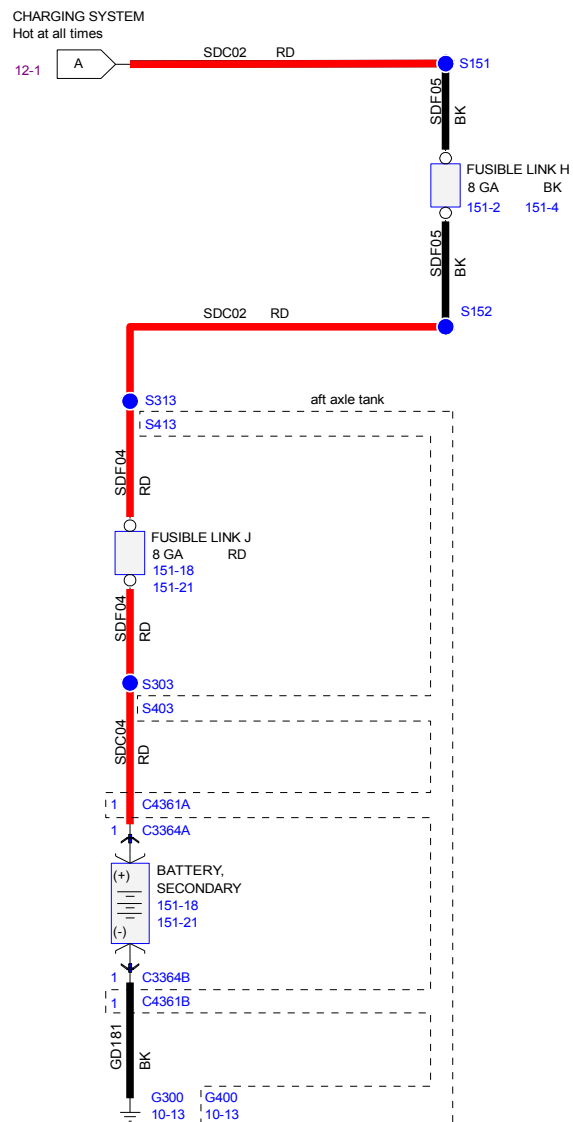 CHARGING SYSTEM
Hot at all times
12-1
A
SDC02 RD
S151
SDF05
BK
FUSIBLE LINK H
8 GA BK
151-2 151-4
SDF05
BK
S152
SDC02 RD
S313
aft axle tank
S413
SDF04
RD
FUSIBLE LINK J
8 GA RD
151-18
151-21
SDF04
RD
S303
S403
SDC04
RD
1 C4361A
1 C3364A
(+)
(-)
BATTERY,
SECONDARY
151-18
151-21
1 C3364B
1 C4361B
GD181
BK
G300 G400
10-13 10-13